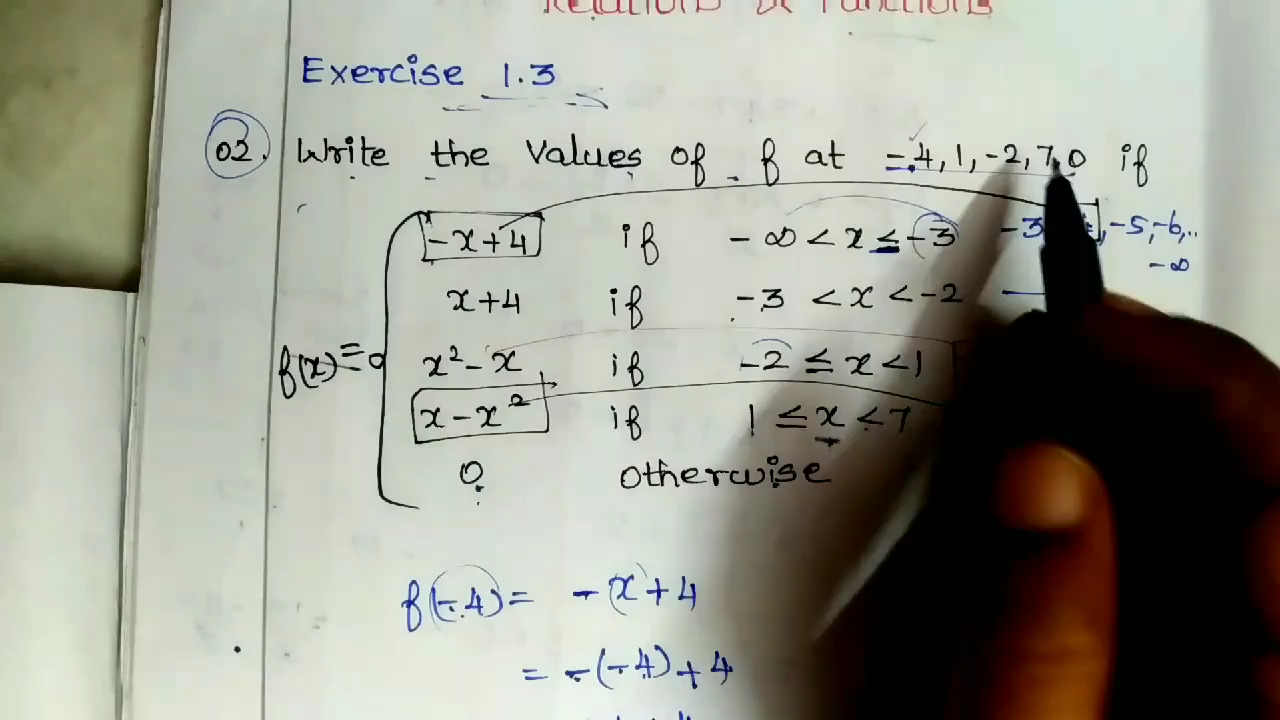 Relations & Functions
Exercise 1.3
02. Write the Values of f at -4, 1, -2, 7, 0 if
-x+4 if -∞ < x ≤ -3 -3 , -5, -6, ..
-∞
x+4 if -3 < x < -2
f(x) = x² - x if -2 ≤ x < 1
x - x² if 1 ≤ x < 7
0 otherwise
f(-4) = -(x)+4
= -(-4)+4